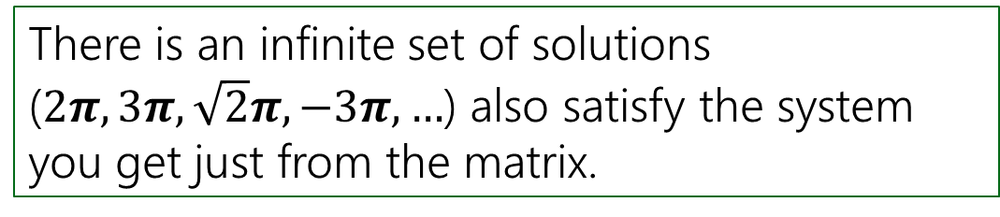 There is an infinite set of solutions
(2𝝅, 3𝝅, √2𝝅, −3𝝅, …) also satisfy the system
you get just from the matrix.